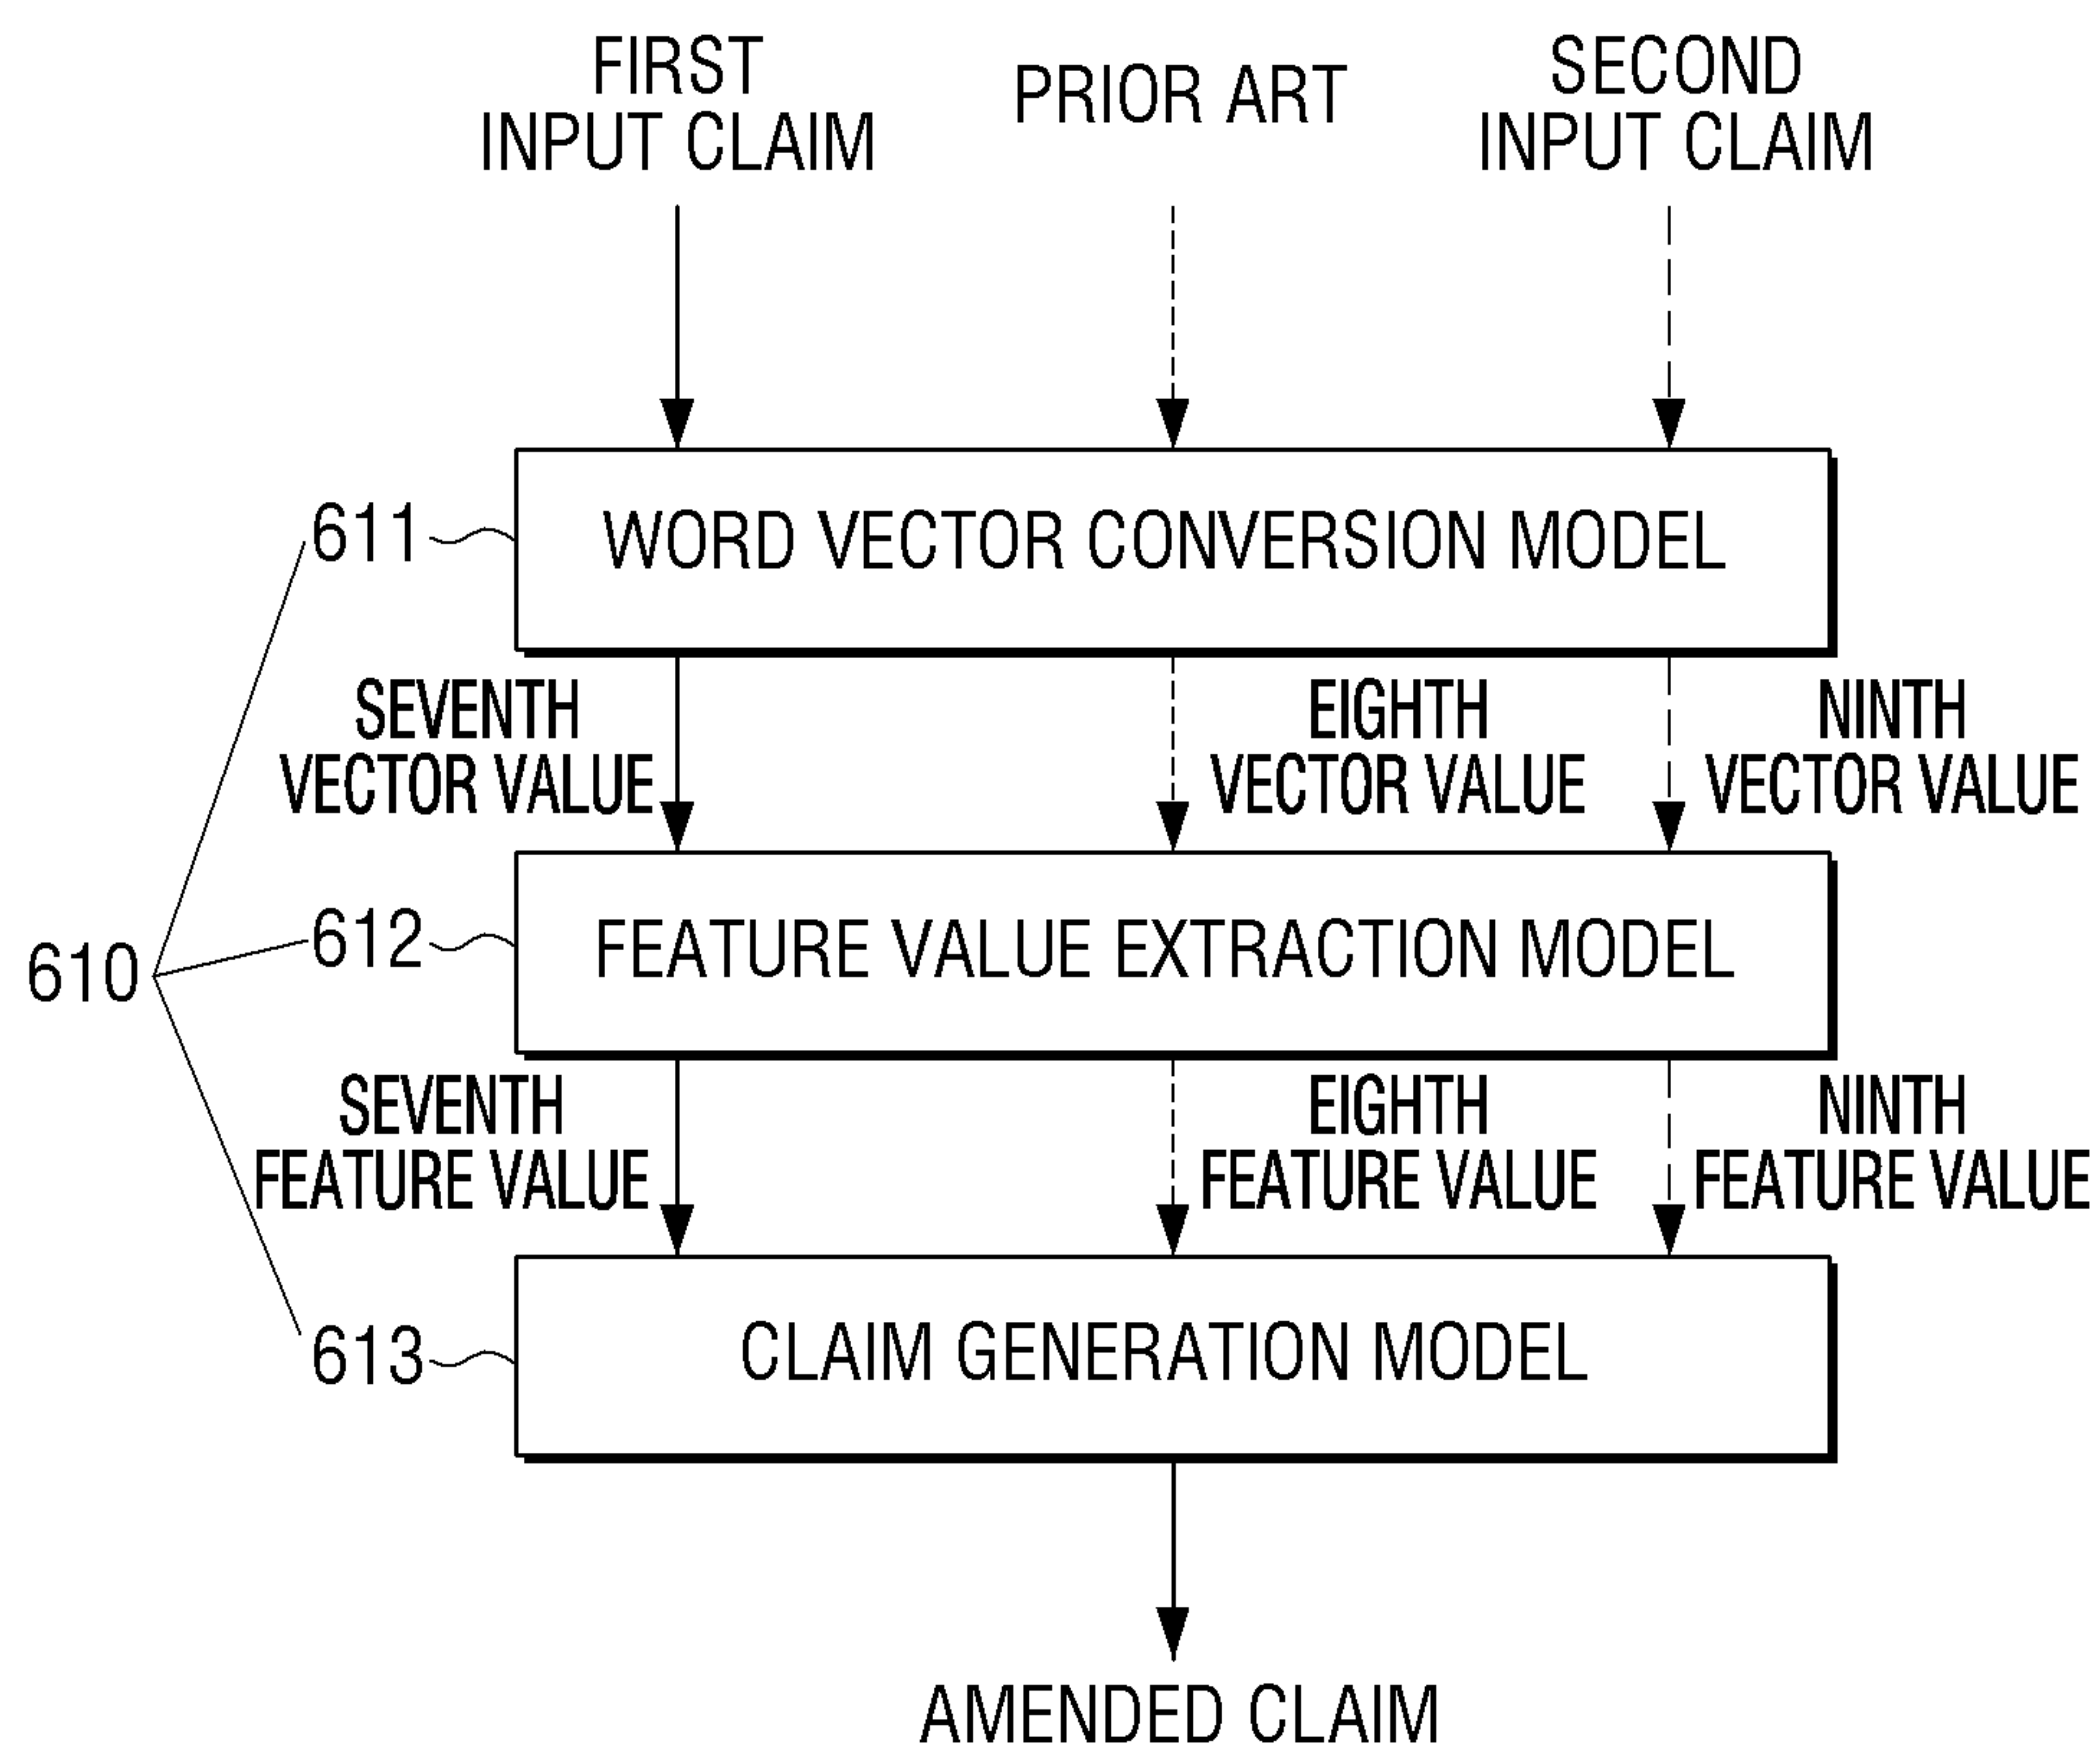 FIRST
INPUT CLAIM
PRIOR ART
SECOND
INPUT CLAIM
611
WORD VECTOR CONVERSION MODEL
SEVENTH
VECTOR VALUE
EIGHTH
VECTOR VALUE
NINTH
VECTOR VALUE
610
612
FEATURE VALUE EXTRACTION MODEL
SEVENTH
FEATURE VALUE
EIGHTH
FEATURE VALUE
NINTH
FEATURE VALUE
613
CLAIM GENERATION MODEL
AMENDED CLAIM